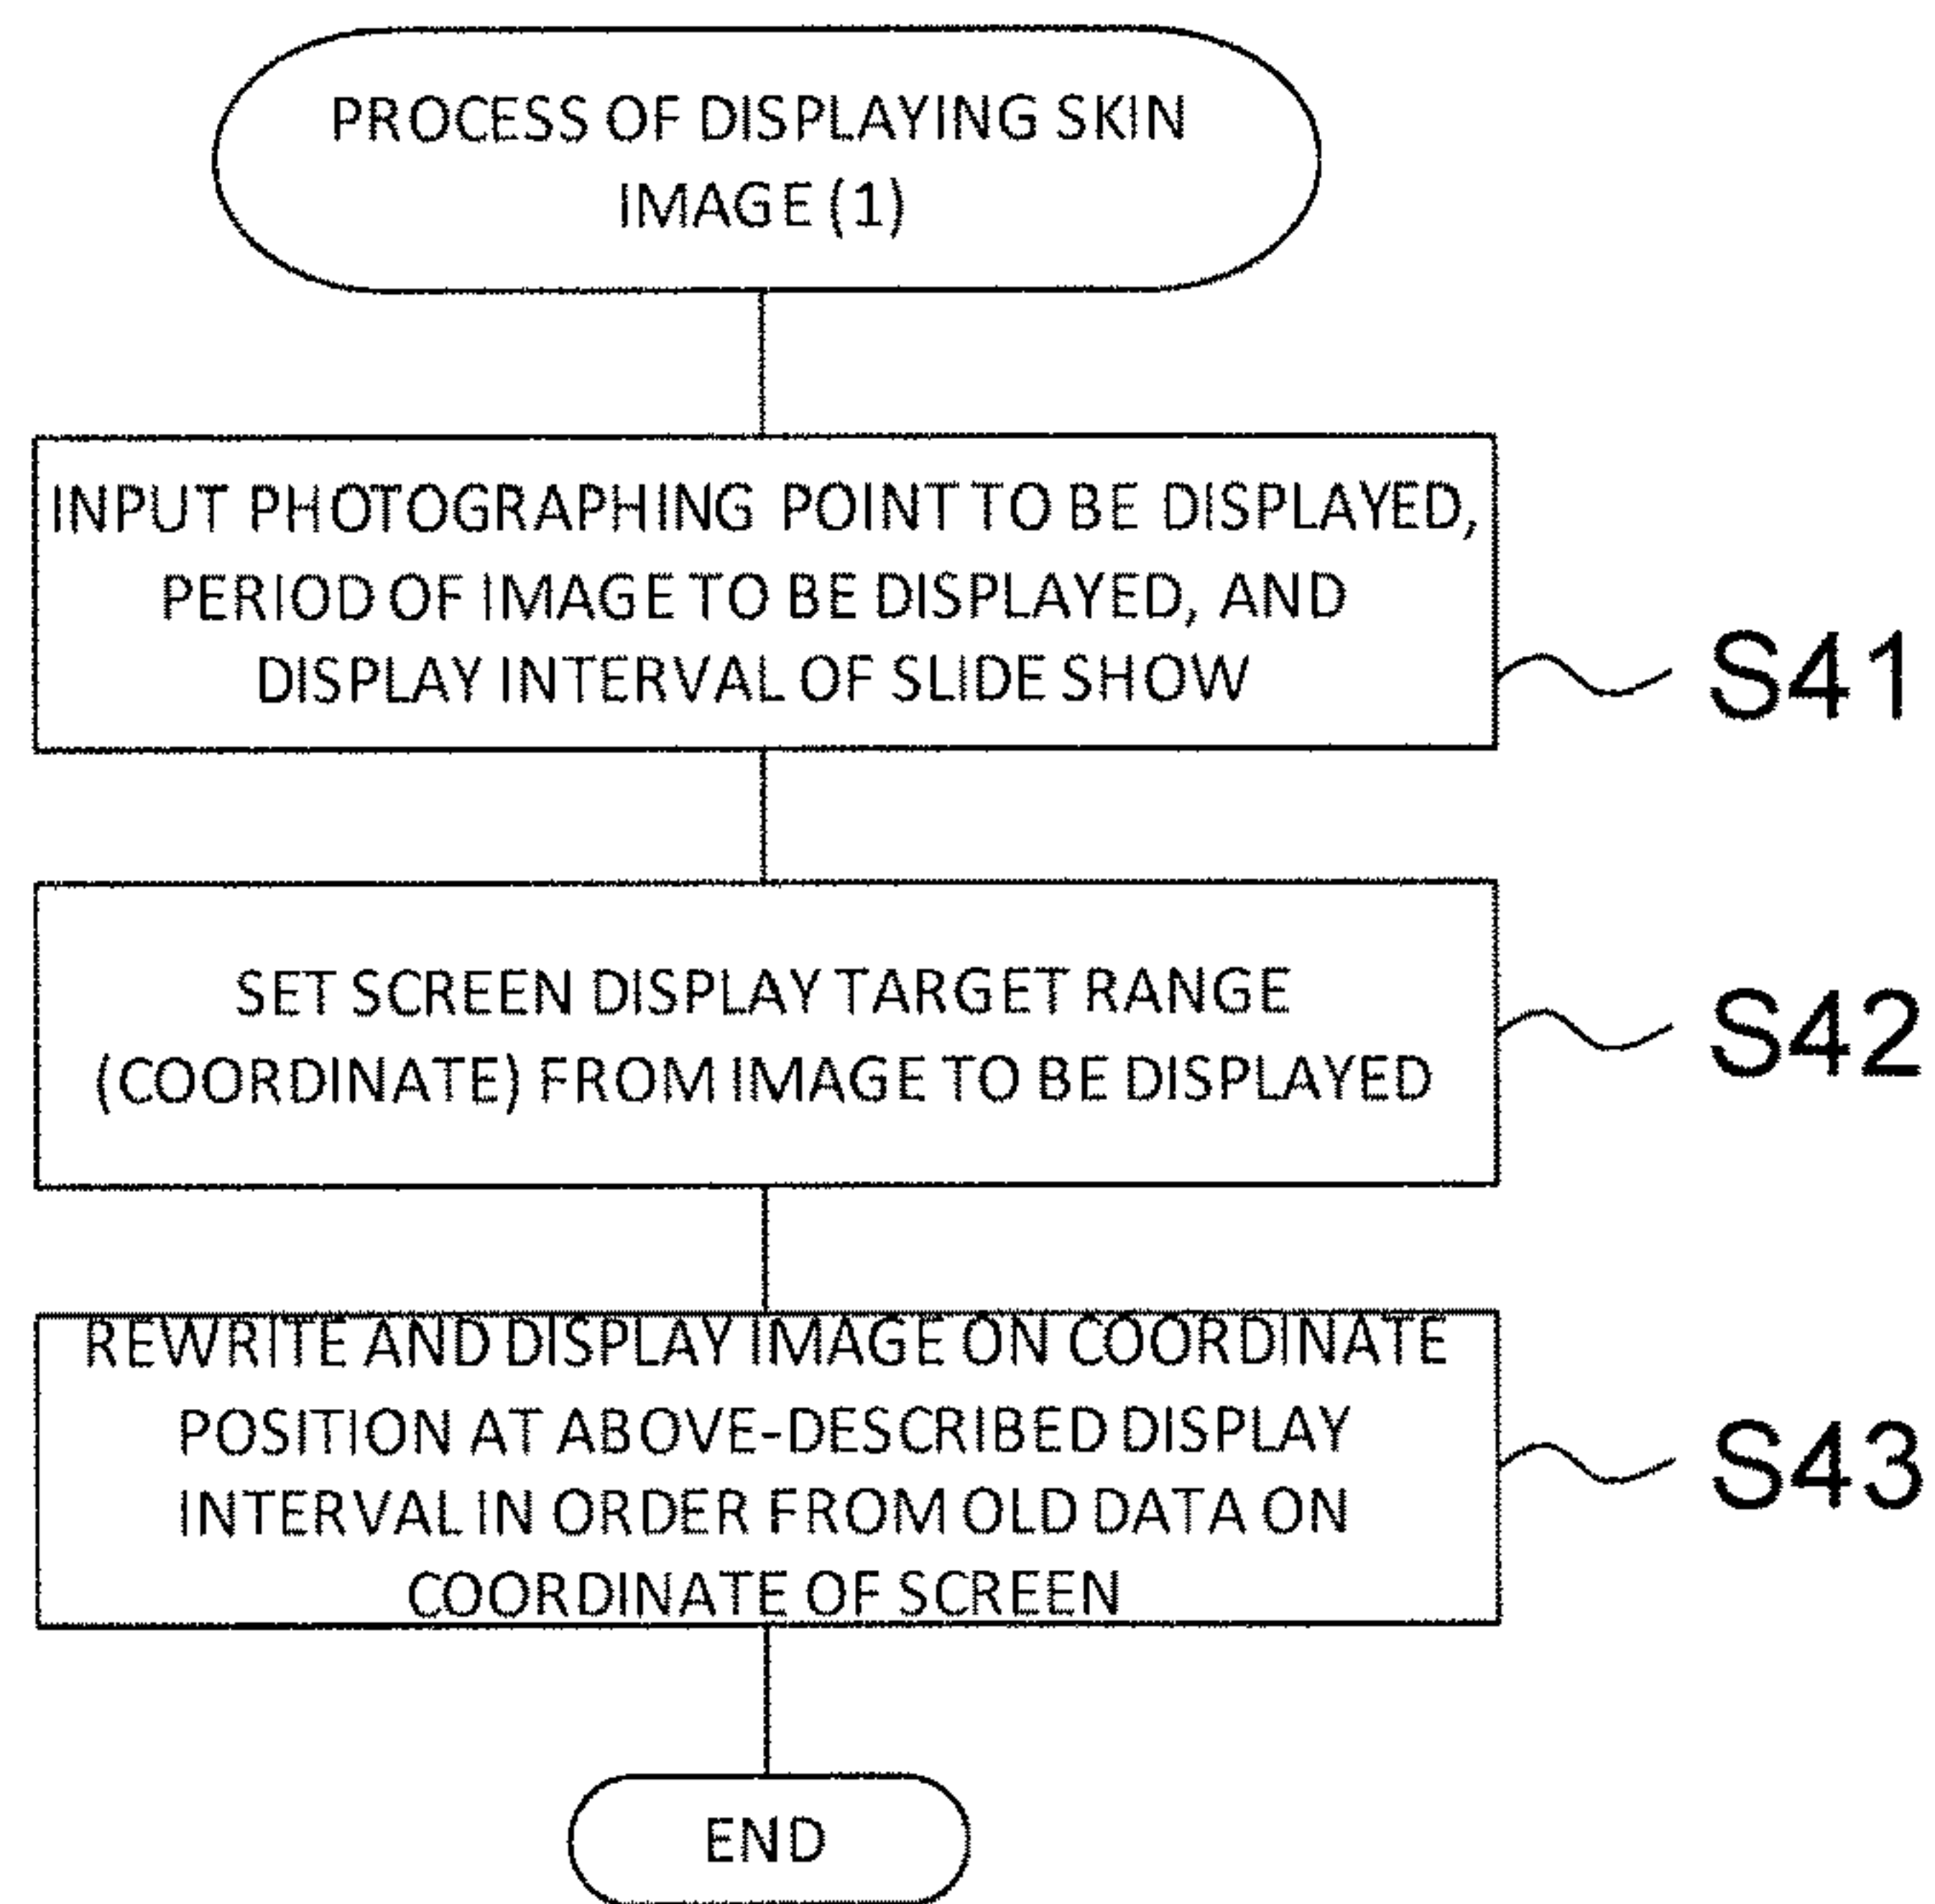 PROCESS OF DISPLAYING SKIN
IMAGE (1)
INPUT PHOTOGRAPHING POINT TO BE DISPLAYED,
PERIOD OF IMAGE TO BE DISPLAYED, AND
DISPLAY INTERVAL OF SLIDE SHOW
S41
SET SCREEN DISPLAY TARGET RANGE
(COORDINATE) FROM IMAGE TO BE DISPLAYED
S42
REWRITE AND DISPLAY IMAGE ON COORDINATE
POSITION AT ABOVE-DESCRIBED DISPLAY
INTERVAL IN ORDER FROM OLD DATA ON
COORDINATE OF SCREEN
S43
END